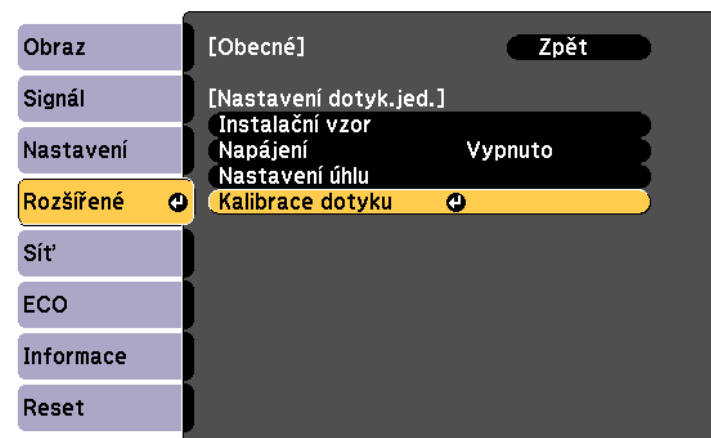 Obraz
Signál
Nastavení
Rozšířené
Síť
ECO
Informace
Reset
[Obecné] Zpět
[Nastavení dotyk.jed.]
Instalační vzor
Napájení Vypnuto
Nastavení úhlu
Kalibrace dotyku